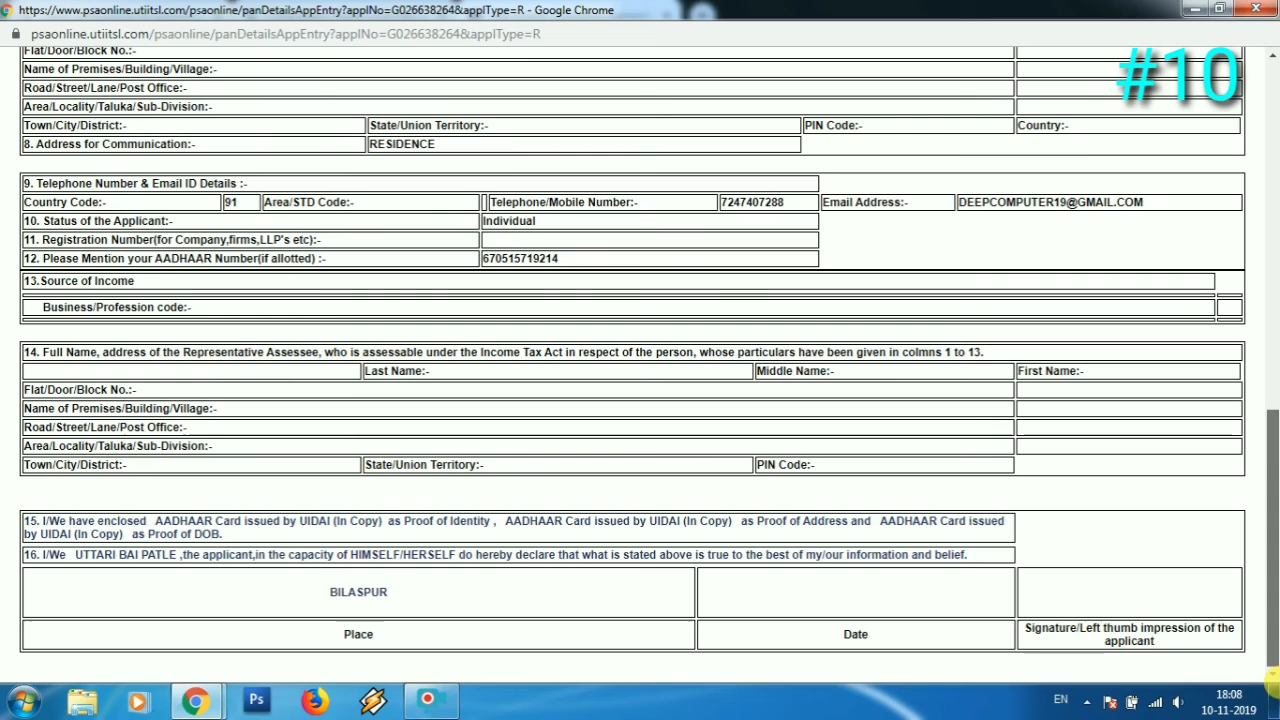 https://www.psaonline.utiitsl.com/psaonline/panDetailsAppEntry?applNo=G026638264&applType=R - Google Chrome
psaonline.utiitsl.com/psaonline/panDetailsAppEntry?applNo=G026638264&applType=R
#10
Flat/Door/Block No.:-
Name of Premises/Building/Village:-
Road/Street/Lane/Post Office:-
Area/Locality/Taluka/Sub-Division:-
Town/City/District:- State/Union Territory:- PIN Code:- Country:-
8. Address for Communication:- RESIDENCE
9. Telephone Number & Email ID Details :-
Country Code:- 91 Area/STD Code:- Telephone/Mobile Number:- 7247407288 Email Address:- DEEPCOMPUTER19@GMAIL.COM
10. Status of the Applicant:- Individual
11. Registration Number(for Company,firms,LLP's etc):-
12. Please Mention your AADHAAR Number(if allotted) :- 670515719214
13.Source of Income
Business/Profession code:-
14. Full Name, address of the Representative Assessee, who is assessable under the Income Tax Act in respect of the person, whose particulars have been given in colmns 1 to 13.
Last Name:- Middle Name:- First Name:-
Flat/Door/Block No.:-
Name of Premises/Building/Village:-
Road/Street/Lane/Post Office:-
Area/Locality/Taluka/Sub-Division:-
Town/City/District:- State/Union Territory:- PIN Code:-
15. I/We have enclosed AADHAAR Card issued by UIDAI (In Copy) as Proof of Identity , AADHAAR Card issued by UIDAI (In Copy) as Proof of Address and AADHAAR Card issued
by UIDAI (In Copy) as Proof of DOB.
16. I/We UTTARI BAI PATLE ,the applicant,in the capacity of HIMSELF/HERSELF do hereby declare that what is stated above is true to the best of my/our information and belief.
BILASPUR
Place Date Signature/Left thumb impression of the
applicant
Ps
EN
18:08
10-11-2019